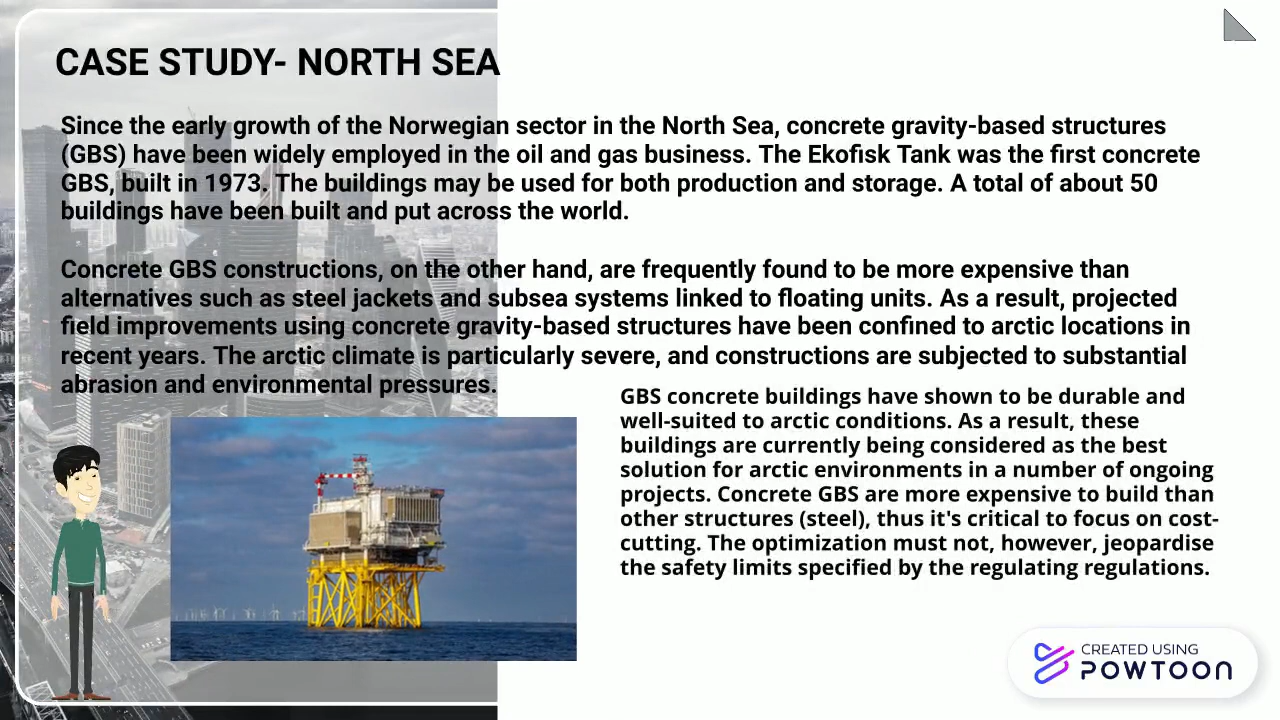 CASE STUDY- NORTH SEA
Since the early growth of the Norwegian sector in the North Sea, concrete gravity-based structures
(GBS) have been widely employed in the oil and gas business. The Ekofisk Tank was the first concrete
GBS, built in 1973. The buildings may be used for both production and storage. A total of about 50
buildings have been built and put across the world.
Concrete GBS constructions, on the other hand, are frequently found to be more expensive than
alternatives such as steel jackets and subsea systems linked to floating units. As a result, projected
field improvements using concrete gravity-based structures have been confined to arctic locations in
recent years. The arctic climate is particularly severe, and constructions are subjected to substantial
abrasion and environmental pressures.
GBS concrete buildings have shown to be durable and
well-suited to arctic conditions. As a result, these
buildings are currently being considered as the best
solution for arctic environments in a number of ongoing
projects. Concrete GBS are more expensive to build than
other structures (steel), thus it's critical to focus on cost-
cutting. The optimization must not, however, jeopardise
the safety limits specified by the regulating regulations.
CREATED USING
POWTOON